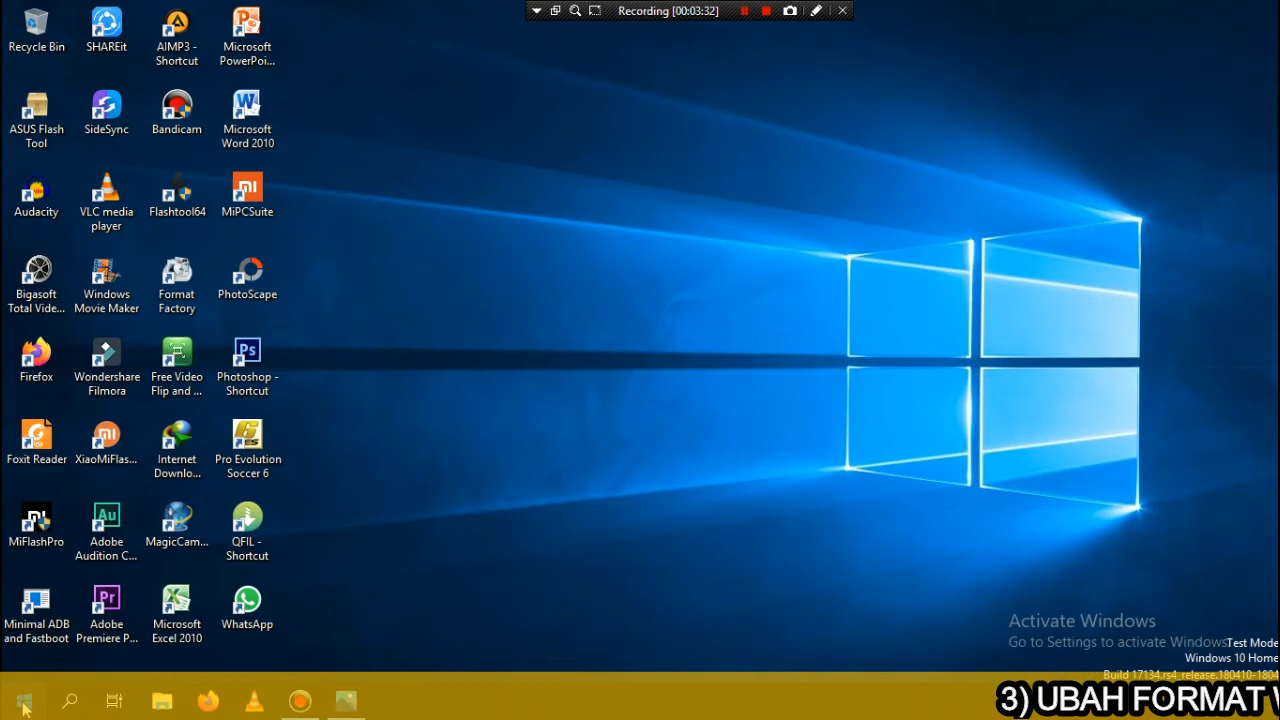 Recording [00:03:32]
Recycle Bin
SHAREit
AIMP3 -
Shortcut
Microsoft
PowerPoi...
ASUS Flash
Tool
SideSync
Bandicam
Microsoft
Word 2010
Audacity
VLC media
player
Flashtool64
MiPCSuite
Bigasoft
Total Vide...
Windows
Movie Maker
Format
Factory
PhotoScape
Firefox
Wondershare
Filmora
Free Video
Flip and ...
Photoshop -
Shortcut
Foxit Reader
XiaoMiFlas...
Internet
Downlo...
Pro Evolution
Soccer 6
MiFlashPro
Adobe
Audition C...
MagicCam...
QFIL -
Shortcut
Minimal ADB
and Fastboot
Adobe
Premiere P...
Microsoft
Excel 2010
WhatsApp
Activate Windows
Go to Settings to activate Windows
Test Mode
Windows 10 Home
Build 17134.rs4_release.180410-1804
3) UBAH FORMAT